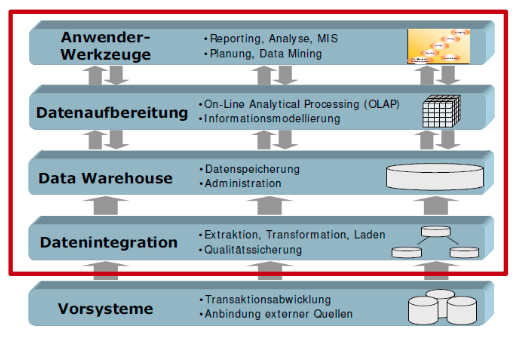 Anwender-
Werkzeuge
• Reporting, Analyse, MIS
• Planung, Data Mining
Datenaufbereitung
• On-Line Analytical Processing (OLAP)
• Informationsmodellierung
Data Warehouse
• Datenspeicherung
• Administration
Datenintegration
• Extraktion, Transformation, Laden
• Qualitätssicherung
Vorsysteme
• Transaktionsabwicklung
• Anbindung externer Quellen